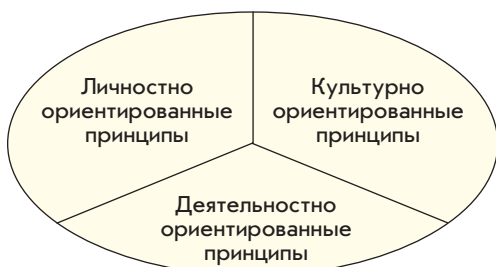 Личностно
ориентированные
принципы
Культурно
ориентированные
принципы
Деятельностно
ориентированные
принципы